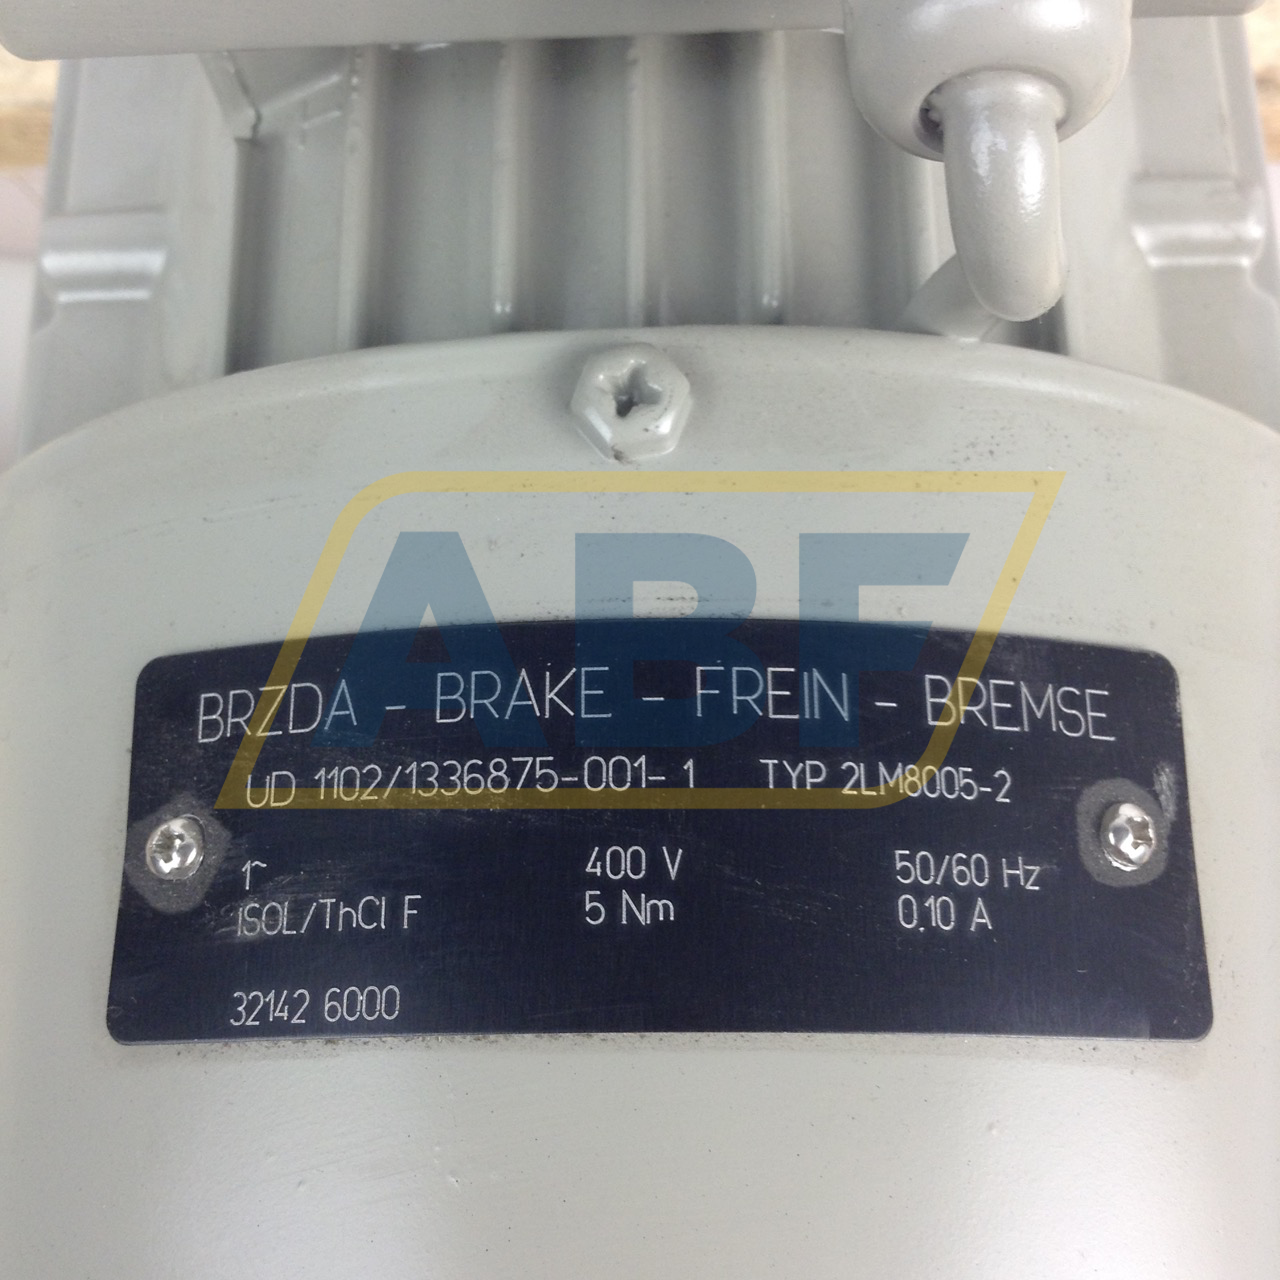 ABF
BRZDA - BRAKE - FREIN - BREMSE
UD 1102/1336875-001-1 TYP 2LM8005-2
1~ 400 V 50/60 Hz
ISOL/ThCl F 5 Nm 0,10 A
32142 6000